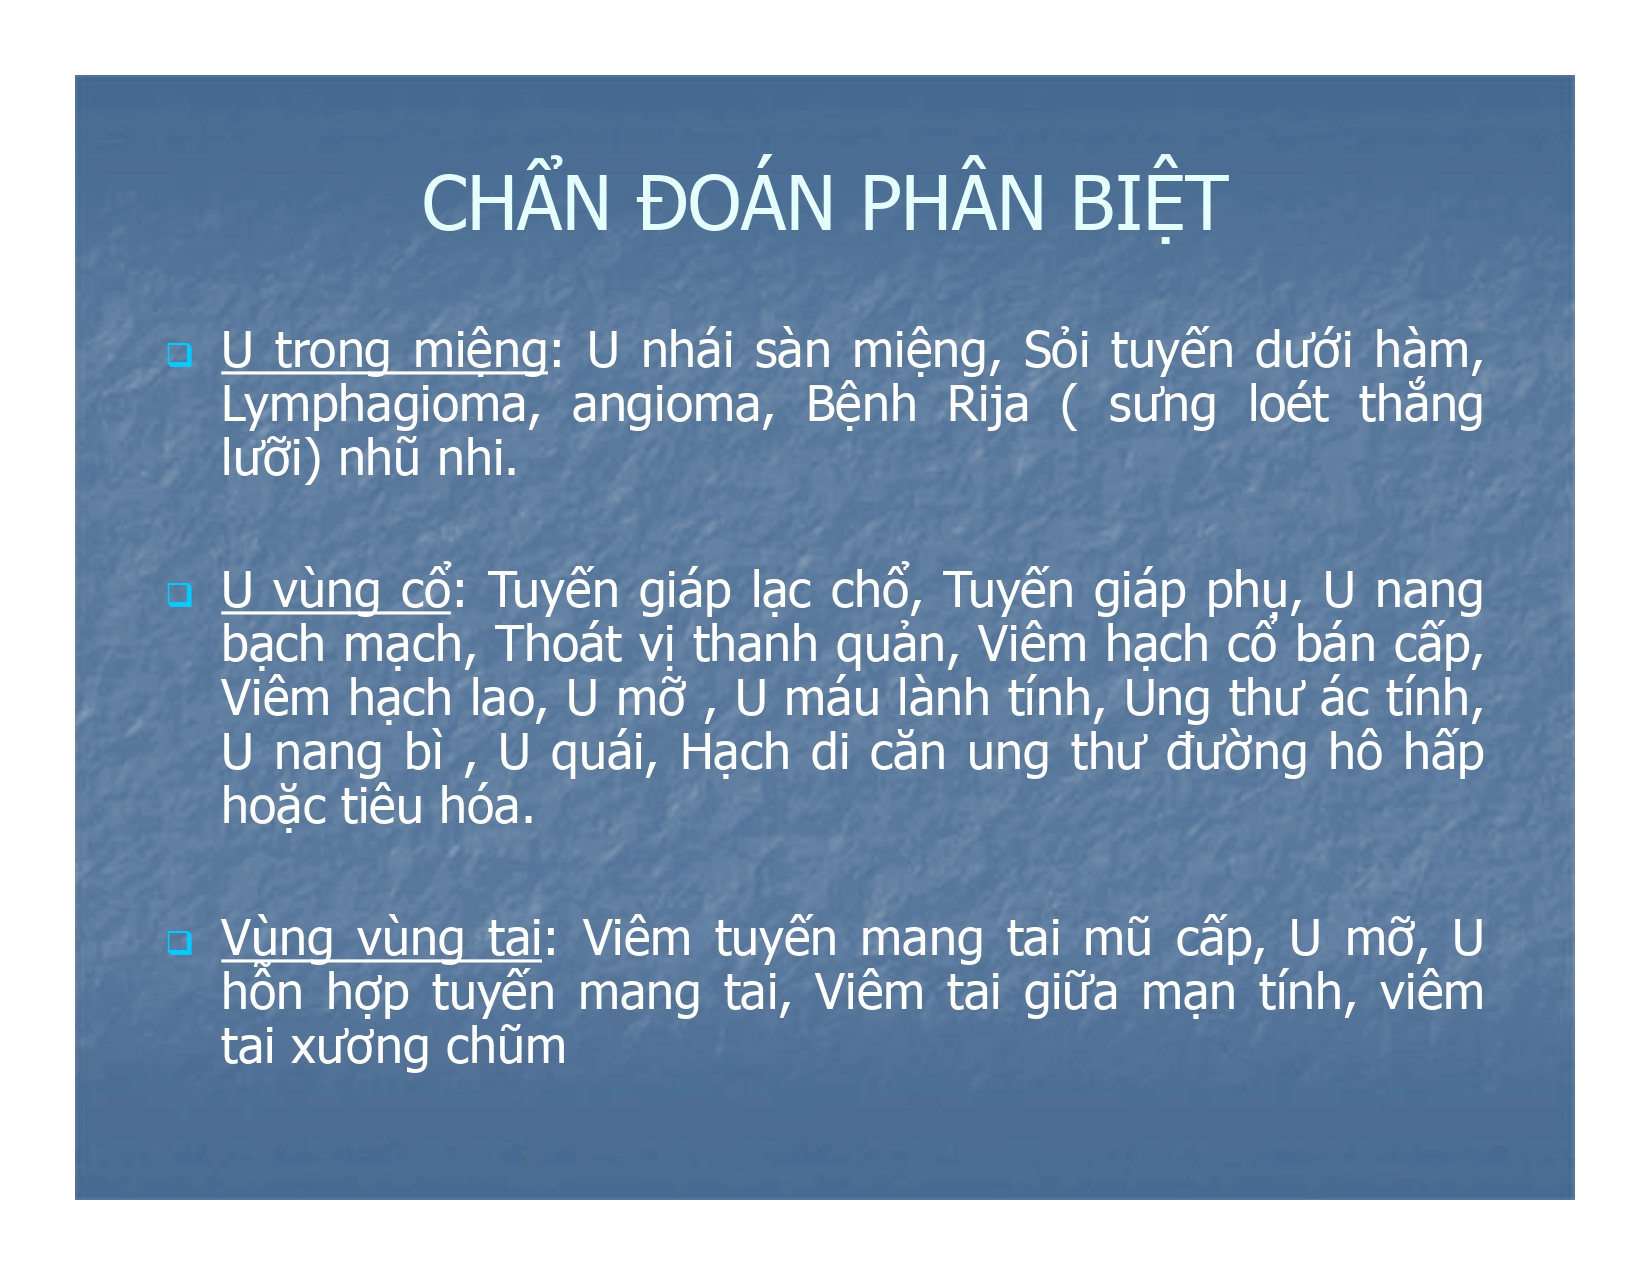 CHẨN ĐOÁN PHÂN BIỆT
U trong miệng: U nhái sàn miệng, Sỏi tuyến dưới hàm,
Lymphagioma, angioma, Bệnh Rija ( sưng loét thắng
lưỡi) nhũ nhi.
U vùng cổ: Tuyến giáp lạc chổ, Tuyến giáp phụ, U nang
bạch mạch, Thoát vị thanh quản, Viêm hạch cổ bán cấp,
Viêm hạch lao, U mỡ , U máu lành tính, Ung thư ác tính,
U nang bì , U quái, Hạch di căn ung thư đường hô hấp
hoặc tiêu hóa.
Vùng vùng tai: Viêm tuyến mang tai mũ cấp, U mỡ, U
hỗn hợp tuyến mang tai, Viêm tai giữa mạn tính, viêm
tai xương chũm